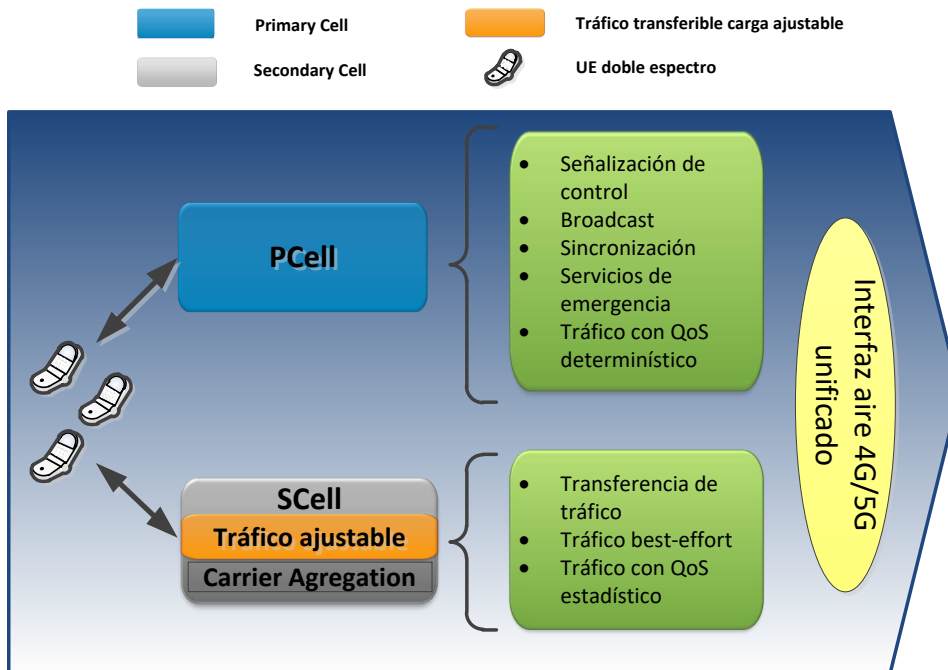 Primary Cell
Tráfico transferible carga ajustable
Secondary Cell
UE doble espectro
PCell
• Señalización de
control
• Broadcast
• Sincronización
• Servicios de
emergencia
• Tráfico con QoS
determinístico
SCell
Tráfico ajustable
Carrier Agregation
• Transferencia de
tráfico
• Tráfico best-effort
• Tráfico con QoS
estadístico
Interfaz aire 4G/5G
unificado